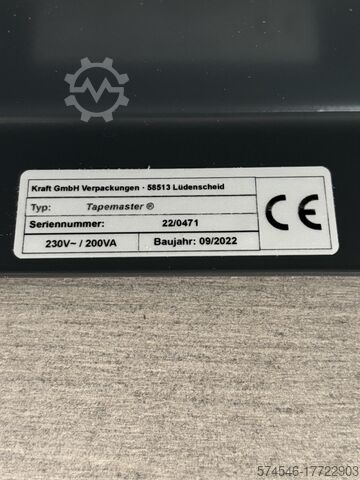 Kraft GmbH Verpackungen · 58513 Lüdenscheid
Typ: Tapemaster ®
Seriennummer: 22/0471
230V~ / 200VA Baujahr: 09/2022
CE
574546-17722903